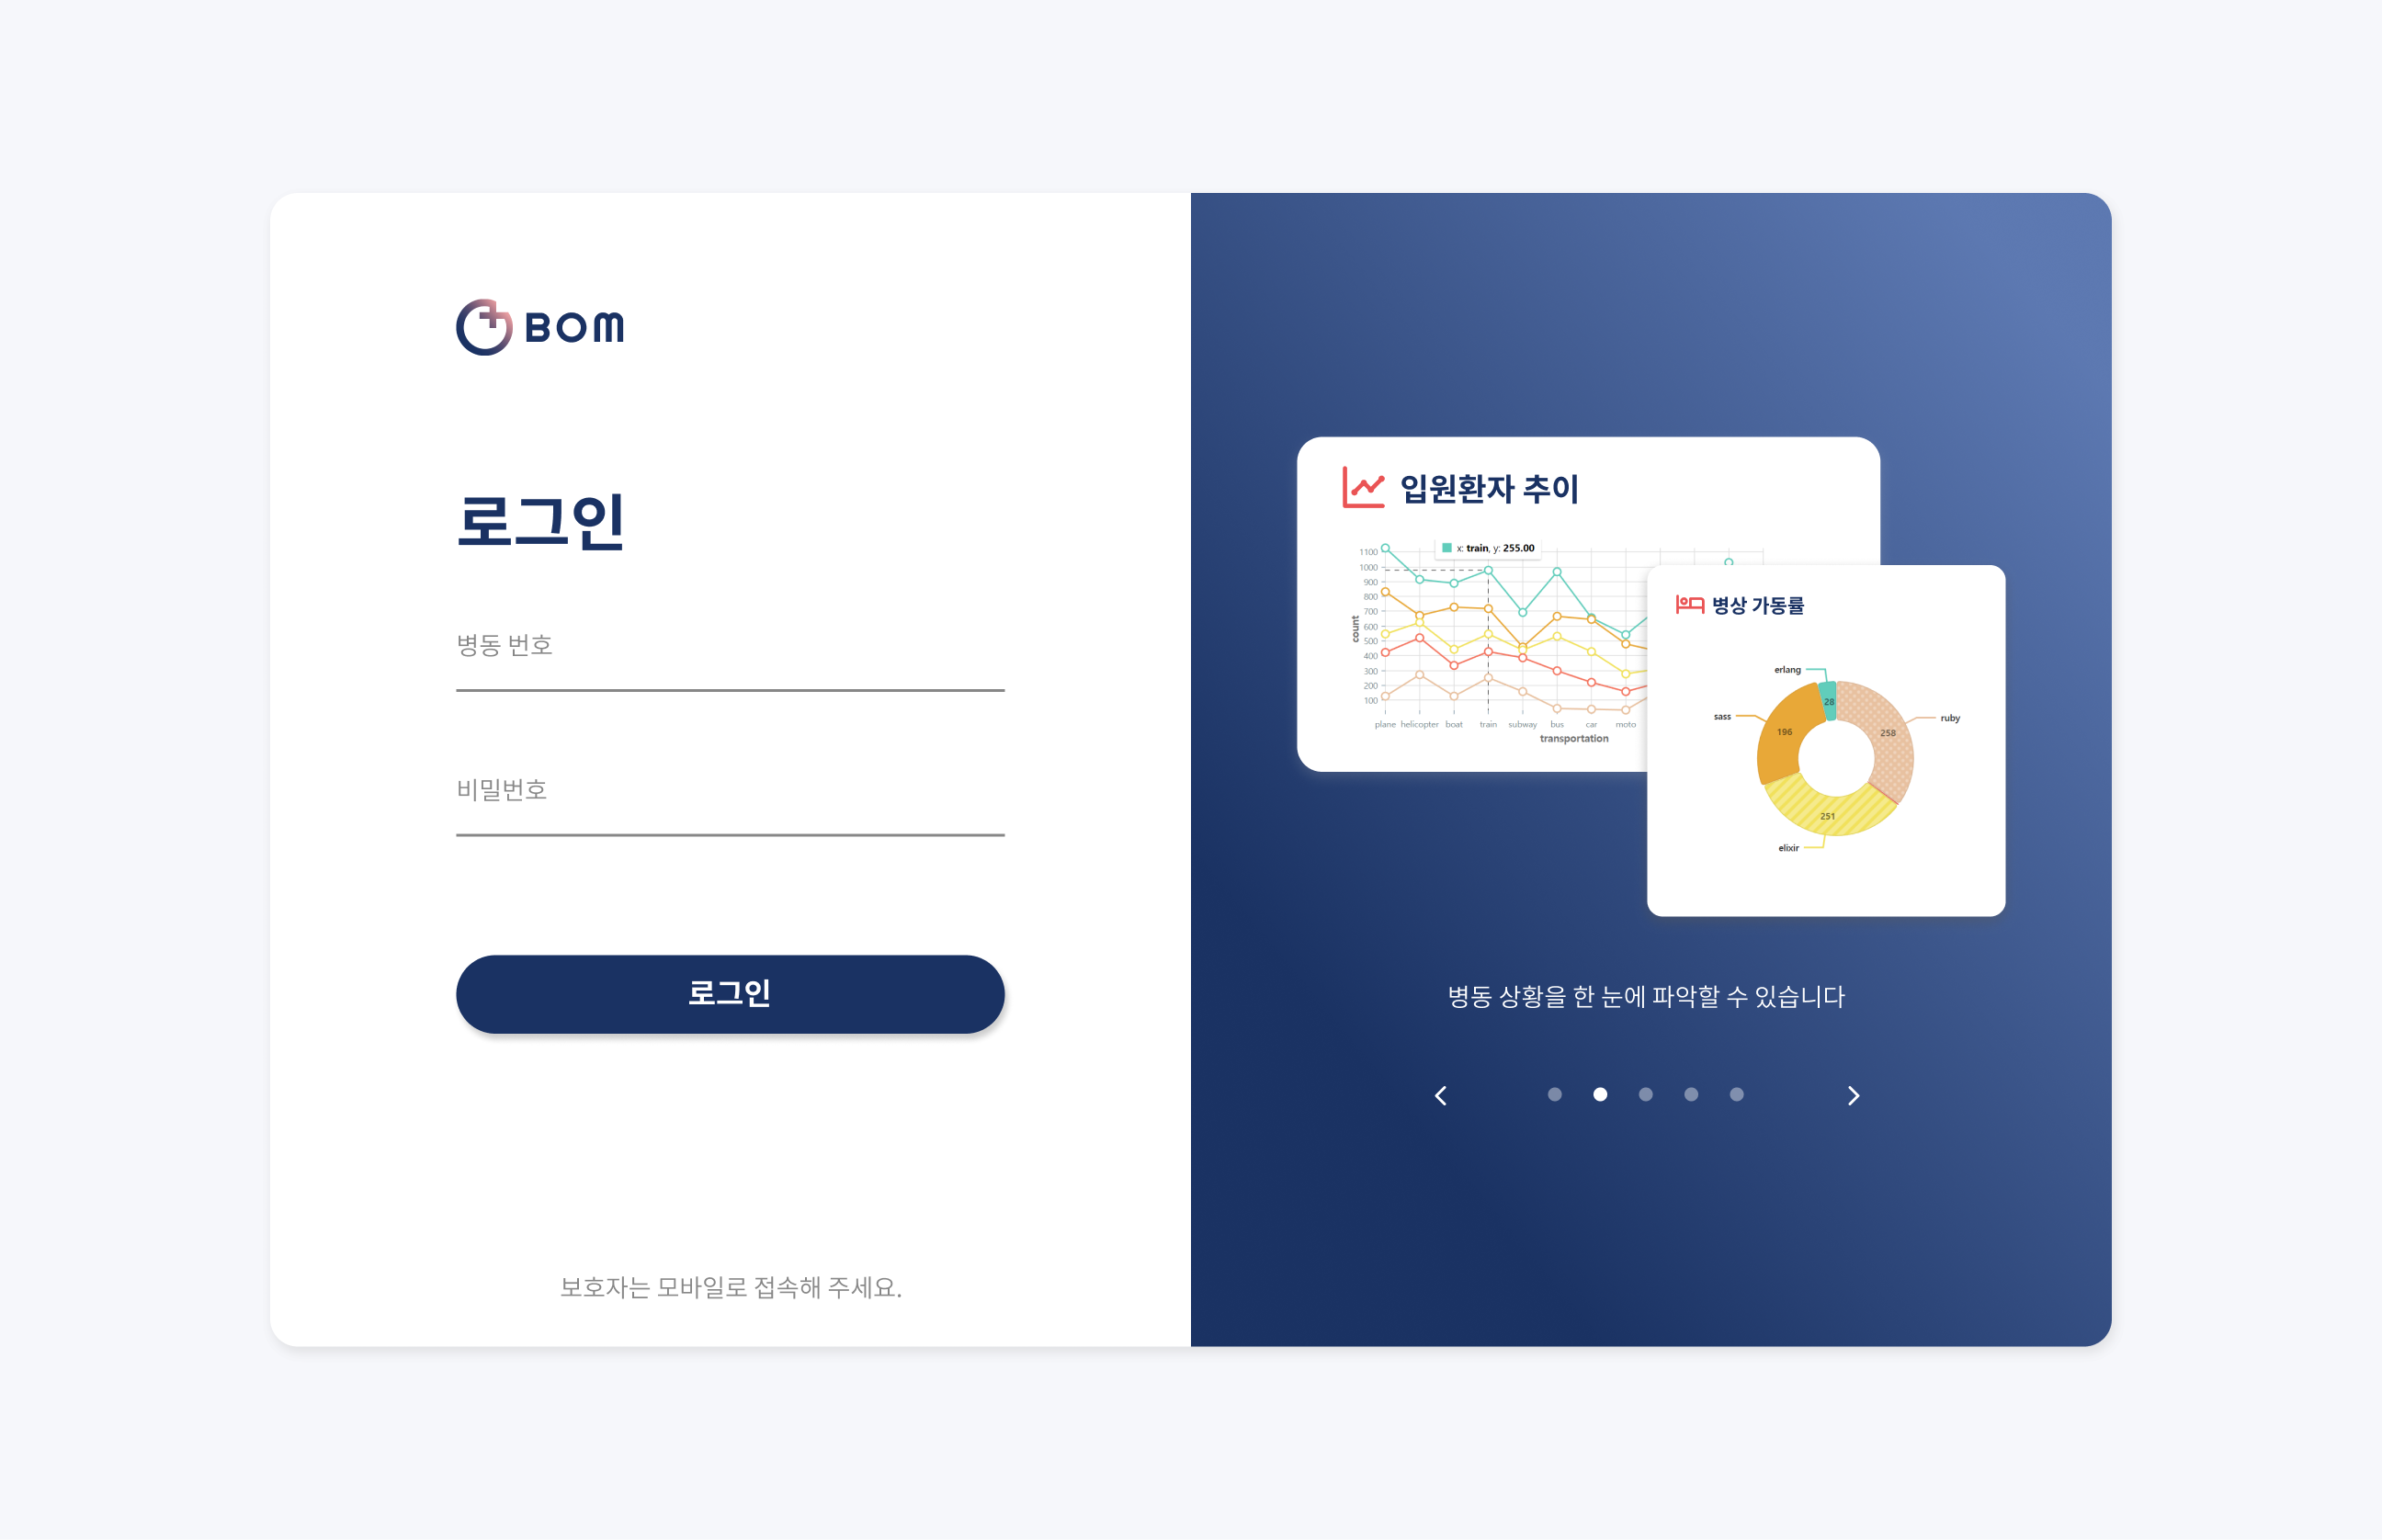 BOM
로그인
병동 번호
비밀번호
로그인
보호자는 모바일로 접속해 주세요.
입원환자 추이
x: train, y: 255.00
1100
1000
900
800
700
600
500
400
300
200
100
count
plane helicopter boat train subway bus car moto
transportation
병상 가동률
erlang
28
sass
196
ruby
258
251
elixir
병동 상황을 한 눈에 파악할 수 있습니다